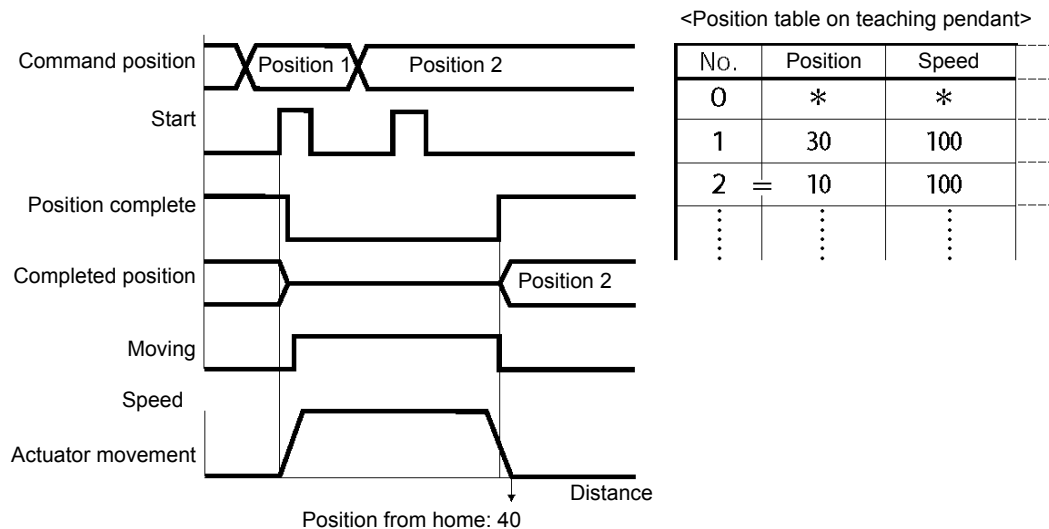 <Position table on teaching pendant>
Command position
Position 1
Position 2
Start
Position complete
Completed position
Position 2
Moving
Speed
Actuator movement
Distance
Position from home: 40
No. Position Speed
0 * *
1 30 100
2 = 10 100